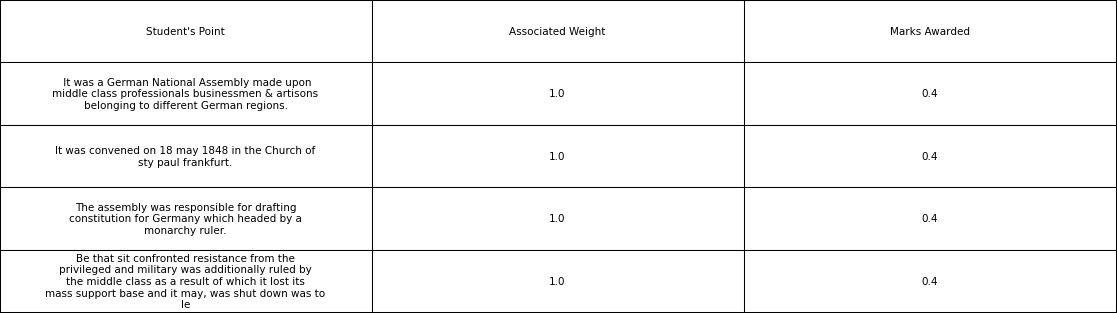 Student's Point
Associated Weight
Marks Awarded
It was a German National Assembly made upon
middle class professionals businessmen & artisons
belonging to different German regions.
1.0
0.4
It was convened on 18 may 1848 in the Church of
sty paul frankfurt.
1.0
0.4
The assembly was responsible for drafting
constitution for Germany which headed by a
monarchy ruler.
1.0
0.4
Be that sit confronted resistance from the
privileged and military was additionally ruled by
the middle class as a result of which it lost its
mass support base and it may, was shut down was to
le
1.0
0.4